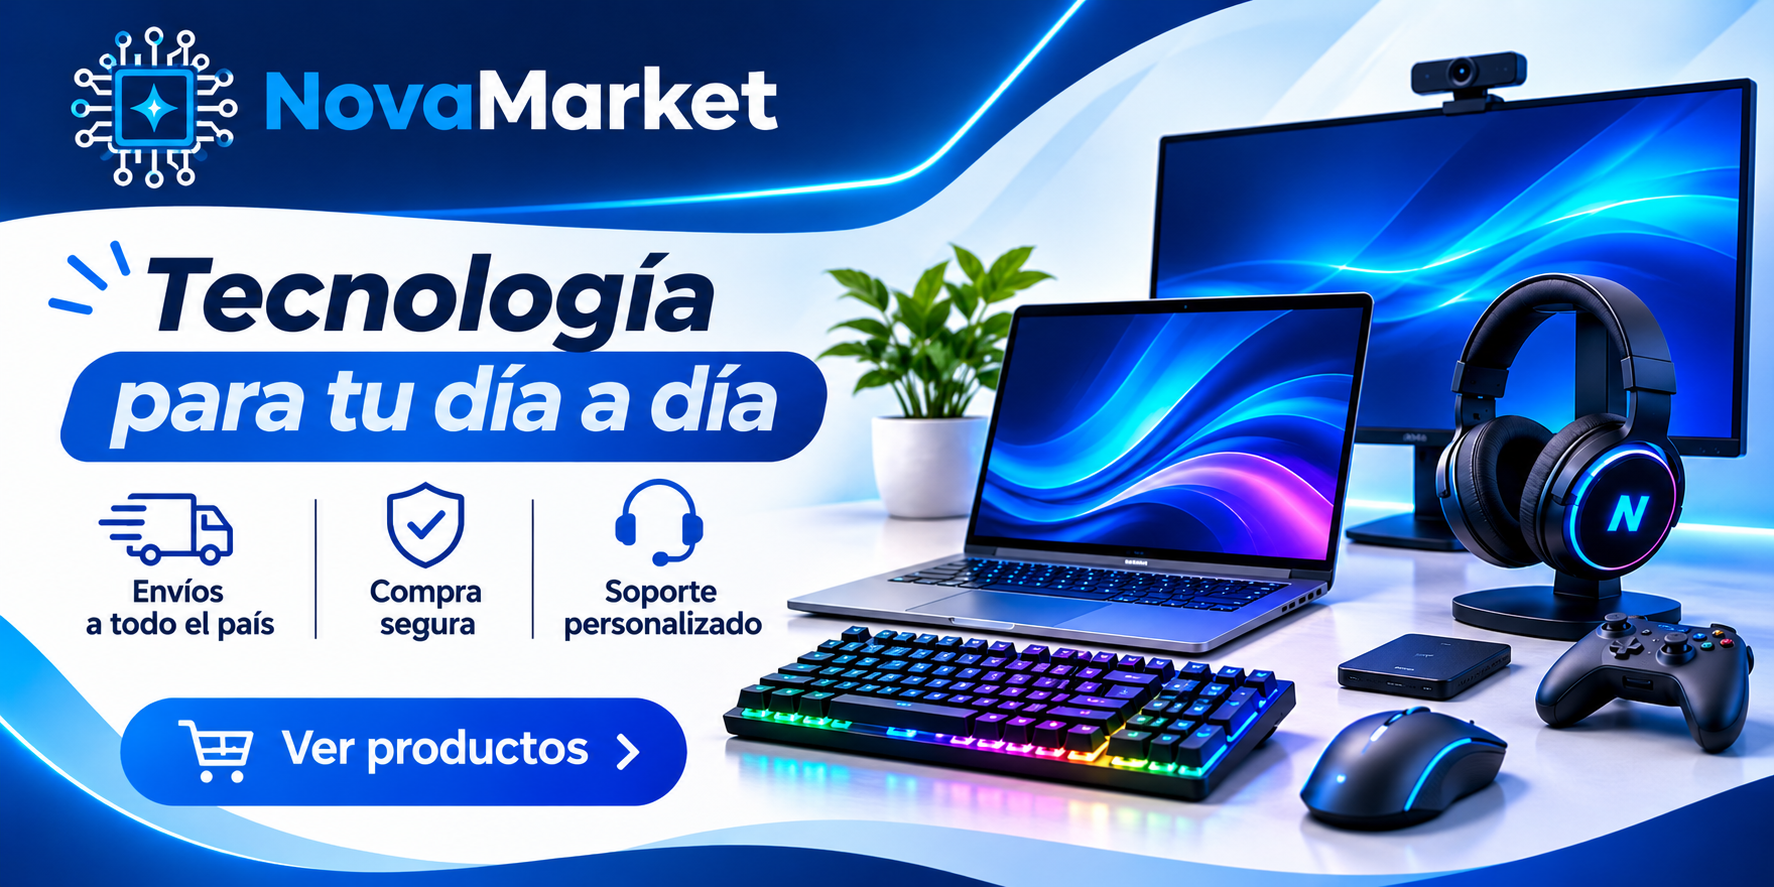 NovaMarket
Tecnología
para tu día a día
Envíos
a todo el país
Compra
segura
Soporte
personalizado
Ver productos
N